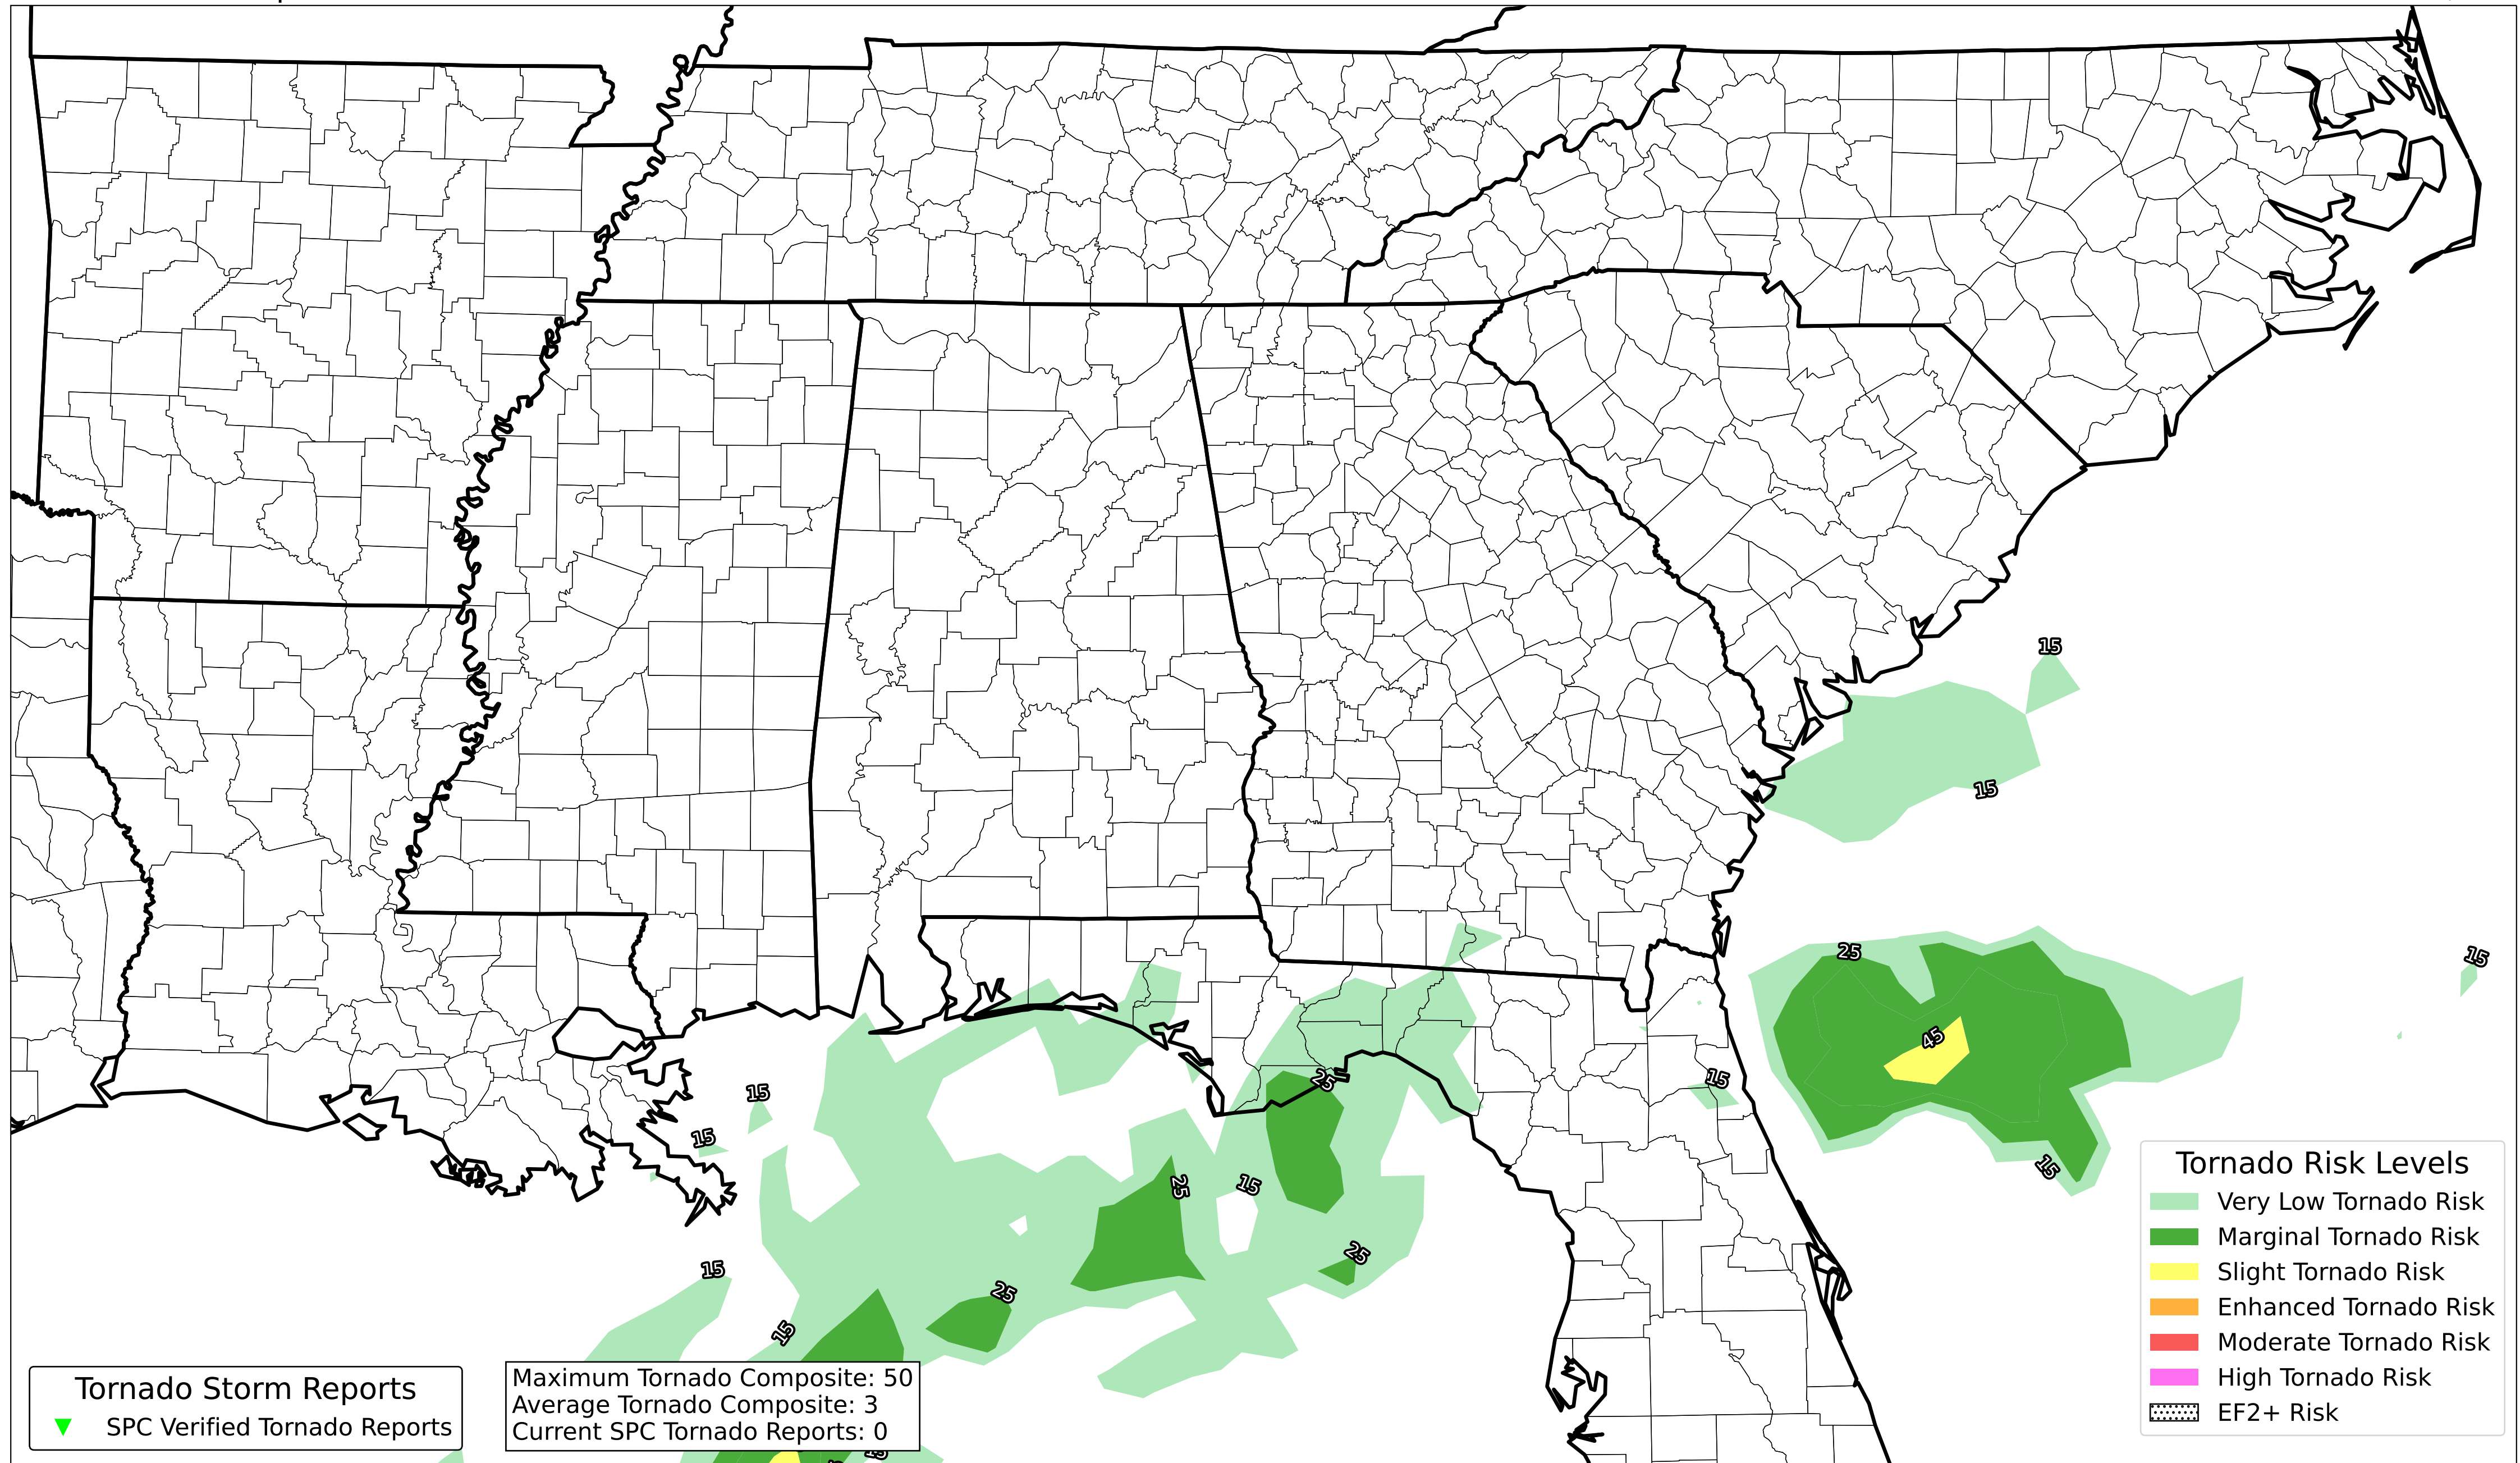 15
15
25
15
45
15
25
15
15
15
25
15
15
25
25
15
Tornado Risk Levels
Very Low Tornado Risk
Marginal Tornado Risk
Slight Tornado Risk
Enhanced Tornado Risk
Moderate Tornado Risk
High Tornado Risk
EF2+ Risk
Tornado Storm Reports
SPC Verified Tornado Reports
Maximum Tornado Composite: 50
Average Tornado Composite: 3
Current SPC Tornado Reports: 0